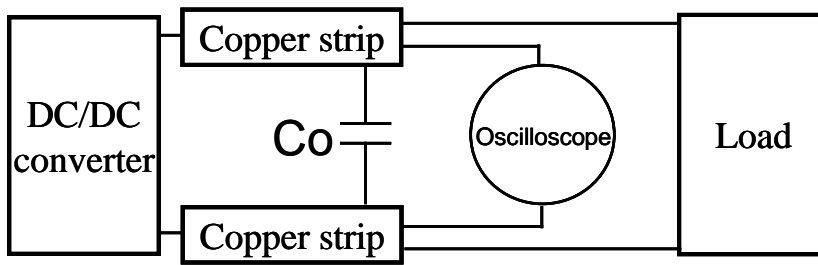 Copper strip
DC/DC
converter
Co
Oscilloscope
Load
Copper strip